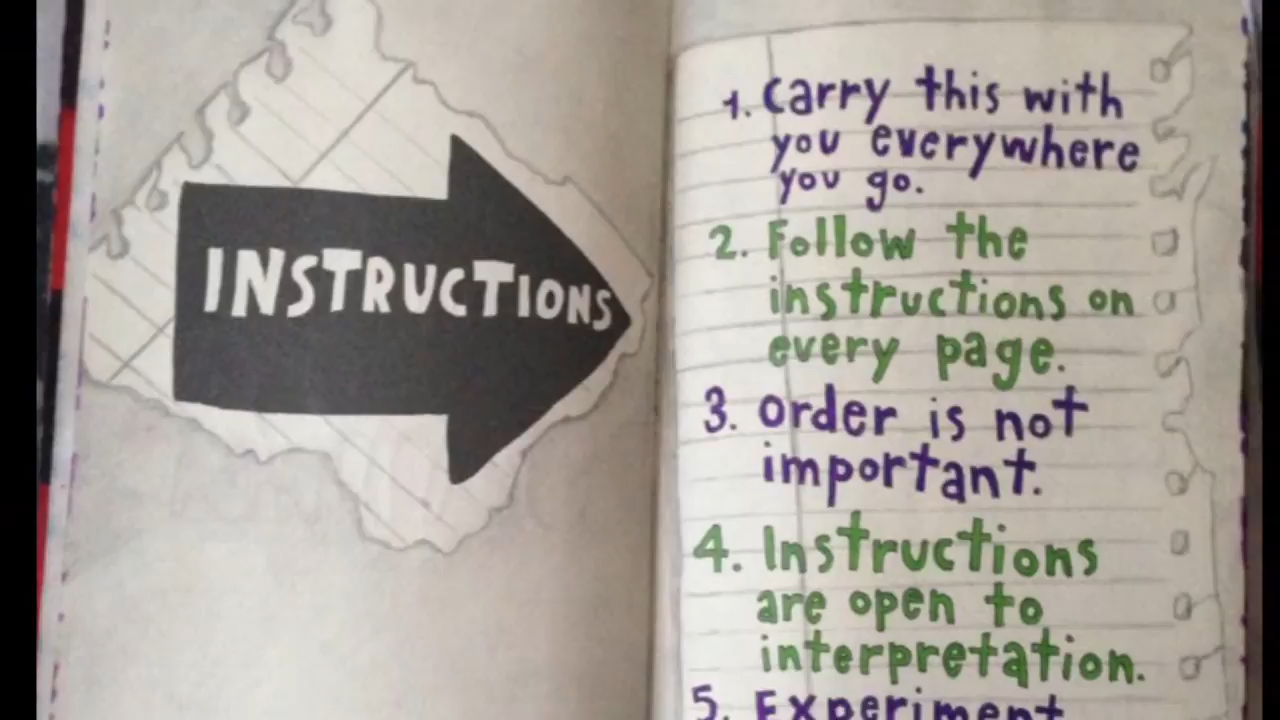 INSTRUCTIONS
1. Carry this with
you everywhere
you go.
2. Follow the
instructions on
every page.
3. Order is not
important.
4. Instructions
are open to
interpretation.
5. Experiment